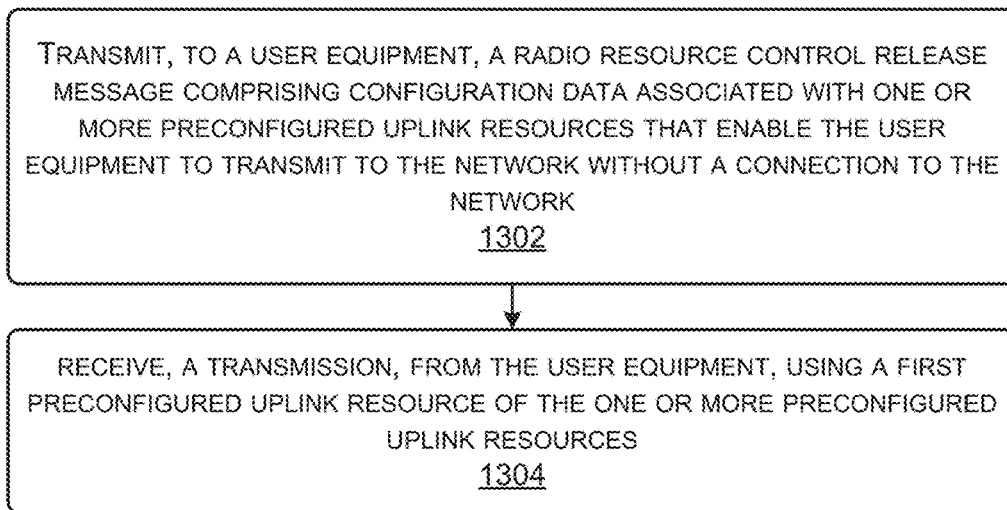 TRANSMIT, TO A USER EQUIPMENT, A RADIO RESOURCE CONTROL RELEASE
MESSAGE COMPRISING CONFIGURATION DATA ASSOCIATED WITH ONE OR
MORE PRECONFIGURED UPLINK RESOURCES THAT ENABLE THE USER
EQUIPMENT TO TRANSMIT TO THE NETWORK WITHOUT A CONNECTION TO THE
NETWORK
1302
RECEIVE, A TRANSMISSION, FROM THE USER EQUIPMENT, USING A FIRST
PRECONFIGURED UPLINK RESOURCE OF THE ONE OR MORE PRECONFIGURED
UPLINK RESOURCES
1304